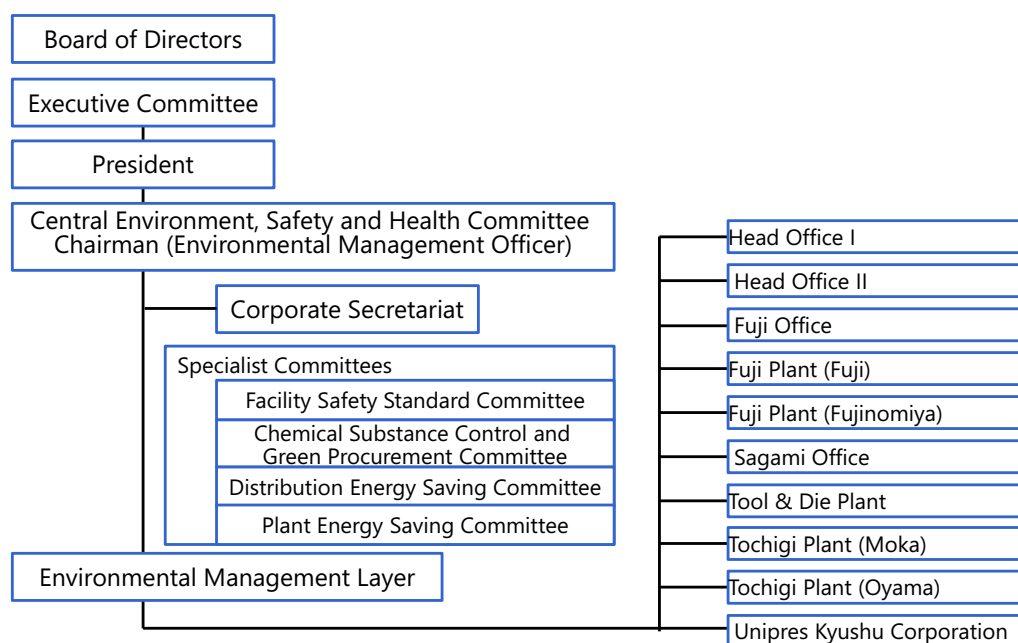 Board of Directors
Executive Committee
President
Central Environment, Safety and Health Committee
Chairman (Environmental Management Officer)
Corporate Secretariat
Specialist Committees
Facility Safety Standard Committee
Chemical Substance Control and
Green Procurement Committee
Distribution Energy Saving Committee
Plant Energy Saving Committee
Environmental Management Layer
Head Office I
Head Office II
Fuji Office
Fuji Plant (Fuji)
Fuji Plant (Fujinomiya)
Sagami Office
Tool & Die Plant
Tochigi Plant (Moka)
Tochigi Plant (Oyama)
Unipres Kyushu Corporation